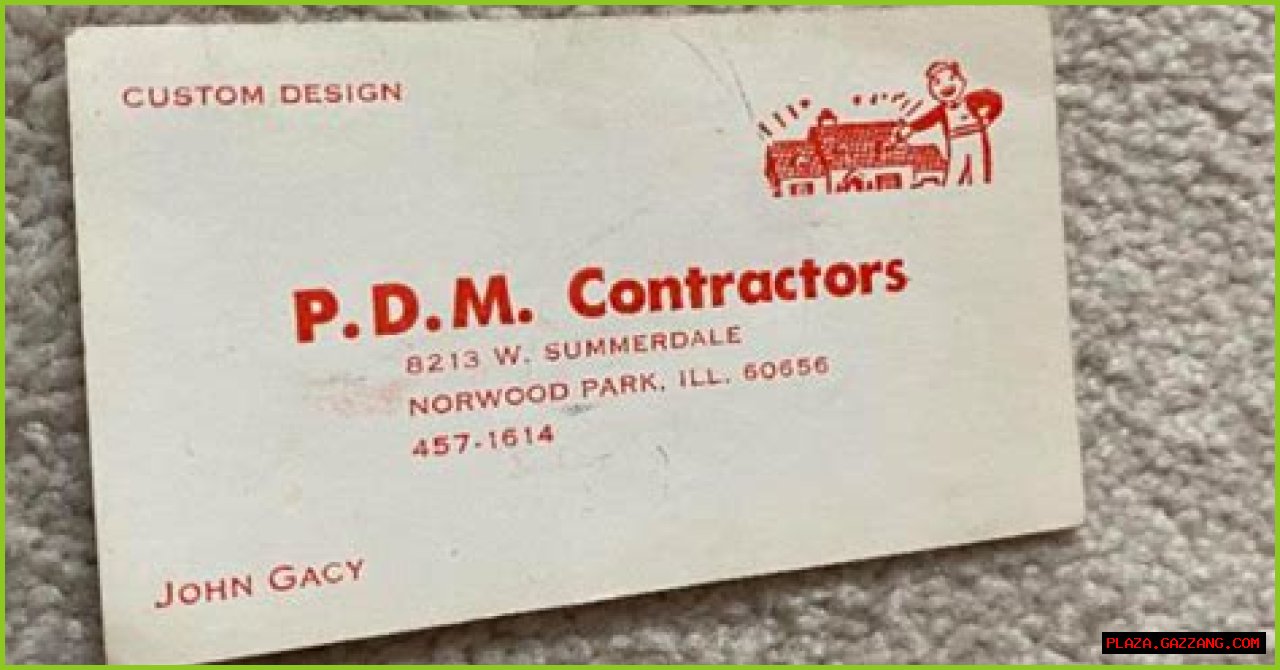 CUSTOM DESIGN
P.D.M. Contractors
8213 W. SUMMERDALE
NORWOOD PARK, ILL. 60656
457-1614
JOHN GACY
PLAZA.GAZZANG.COM